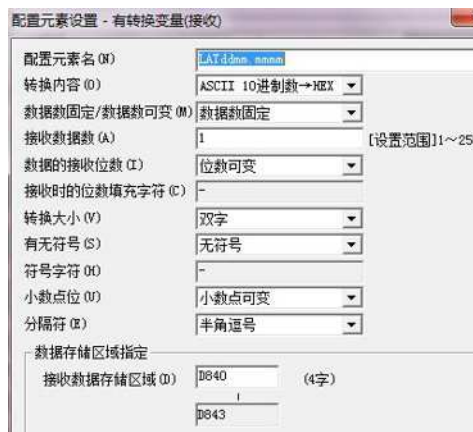 配置元素设置 - 有转换变量(接收)
配置元素名(N) LATddmm.mmmm
转换内容(O) ASCII 10进制数→HEX
数据数固定/数据数可变(M) 数据数固定
接收数据数(A) 1 [设置范围]1～25
数据的接收位数(I) 位数可变
接收时的位数填充字符(C) -
转换大小(V) 双字
有无符号(S) 无符号
符号字符(H) -
小数点位(U) 小数点可变
分隔符(E) 半角逗号
数据存储区域指定
接收数据存储区域(D) D840 (4字)
D843